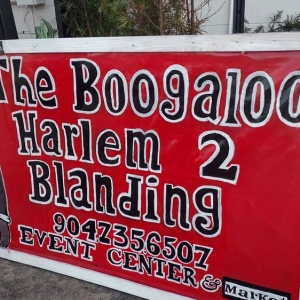 The Boogaloo
Harlem 2
Blanding
9047356507
EVENT CENTER &
Market